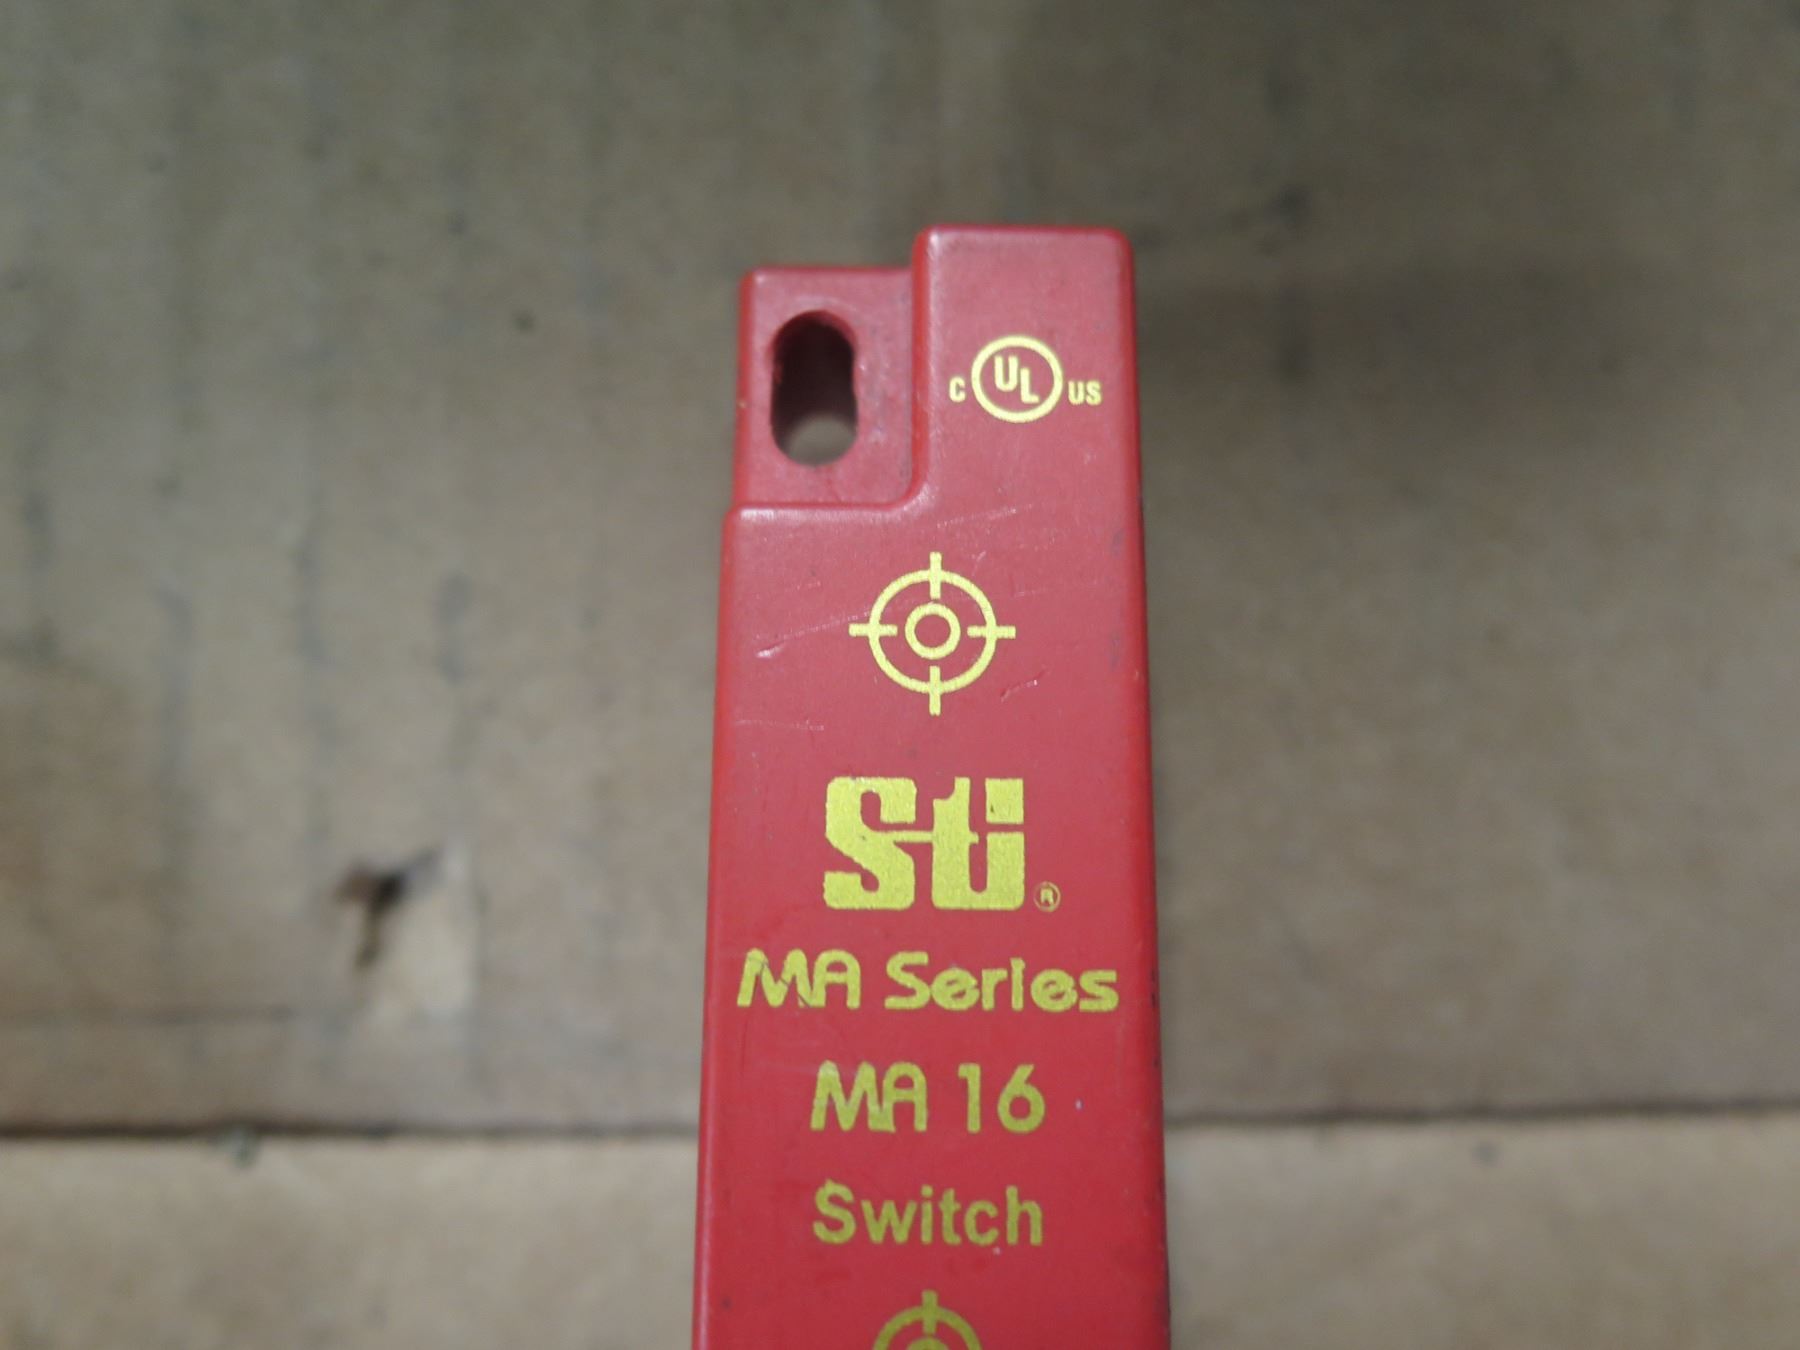 c UL us
Sti®
MA Series
MA 16
Switch